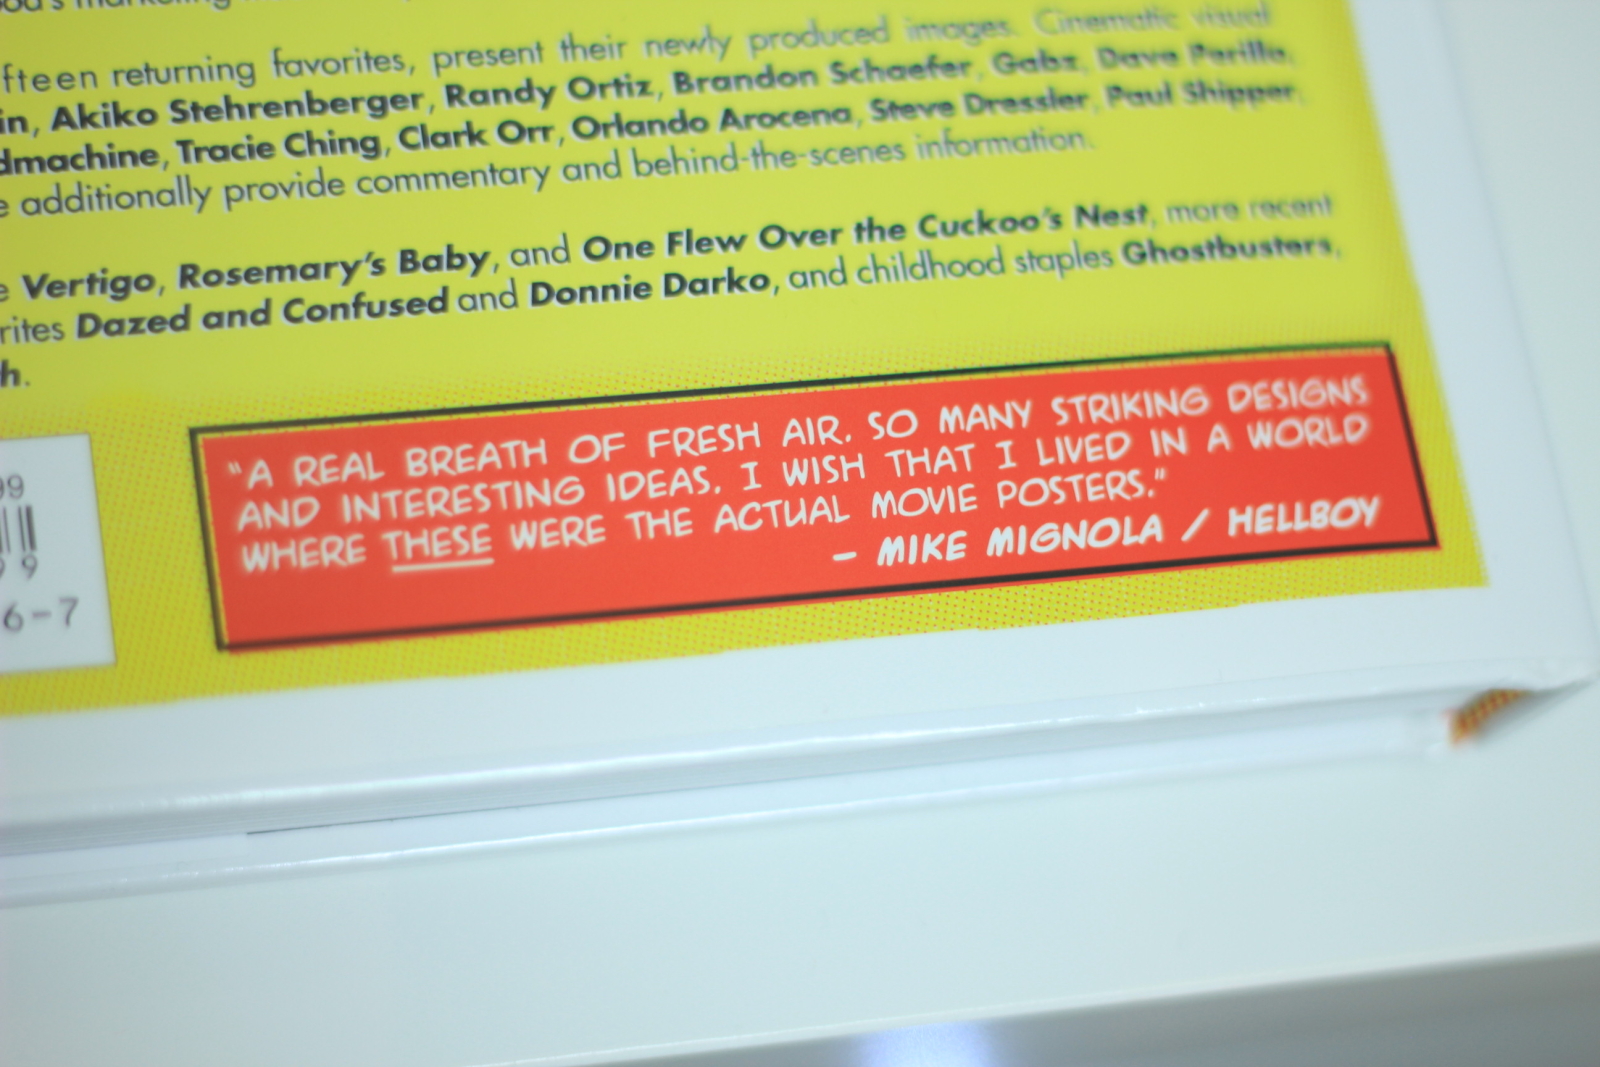 fteen returning favorites, present their newly produced images. Cinematic visual
in, Akiko Stehrenberger, Randy Ortiz, Brandon Schaefer, Gabz, Dave Perillo,
dmachine, Tracie Ching, Clark Orr, Orlando Arocena, Steve Dressler, Paul Shipper,
e additionally provide commentary and behind-the-scenes information.
e Vertigo, Rosemary's Baby, and One Flew Over the Cuckoo's Nest, more recent
rites Dazed and Confused and Donnie Darko, and childhood staples Ghostbusters,
h.
99
99
6-7
"A REAL BREATH OF FRESH AIR. SO MANY STRIKING DESIGNS
AND INTERESTING IDEAS. I WISH THAT I LIVED IN A WORLD
WHERE THESE WERE THE ACTUAL MOVIE POSTERS."
- MIKE MIGNOLA / HELLBOY